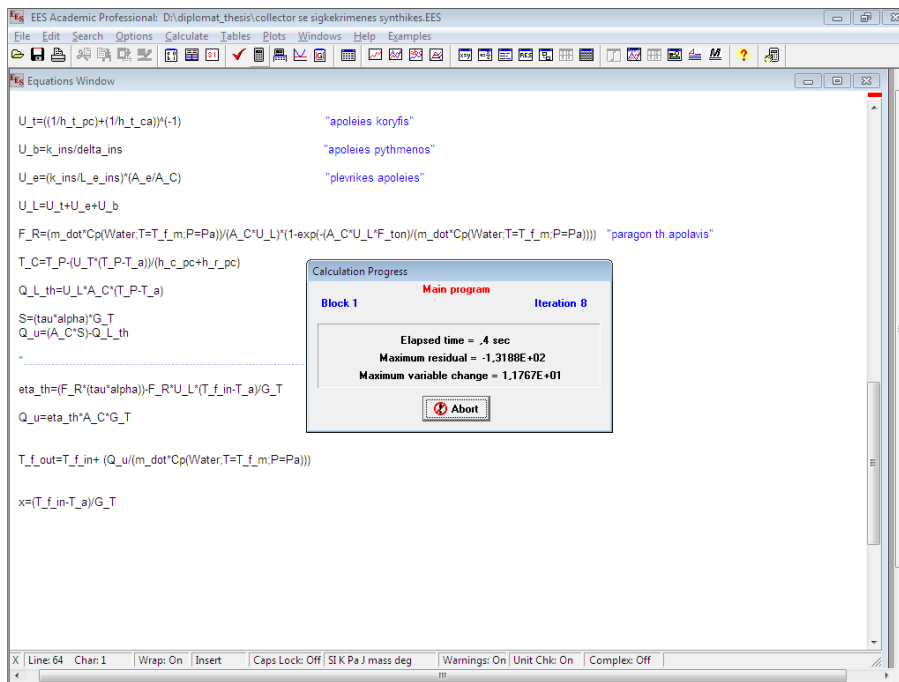 EES Academic Professional: D:\diplomat_thesis\collector se sigkekrimenes synthikes.EES
File Edit Search Options Calculate Tables Plots Windows Help Examples
Equations Window
U_t=((1/h_t_pc)+(1/h_t_ca))^(-1) "apoleies koryfis"
U_b=k_ins/delta_ins "apoleies pythmenos"
U_e=(k_ins/L_e_ins)*(A_e/A_C) "plevrikes apoleies"
U_L=U_t+U_e+U_b
F_R=(m_dot*Cp(Water;T=T_f_m;P=Pa))/(A_C*U_L)*(1-exp(-(A_C*U_L*F_ton)/(m_dot*Cp(Water;T=T_f_m;P=Pa)))) "paragon th.apolavis"
T_C=T_P-(U_T*(T_P-T_a))/(h_c_pc+h_r_pc)
Q_L_th=U_L*A_C*(T_P-T_a)
S=(tau*alpha)*G_T
Q_u=(A_C*S)-Q_L_th
"......................................................
eta_th=(F_R*(tau*alpha))-F_R*U_L*(T_f_in-T_a)/G_T
Q_u=eta_th*A_C*G_T
T_f_out=T_f_in+ (Q_u/(m_dot*Cp(Water;T=T_f_m;P=Pa)))
x=(T_f_in-T_a)/G_T
Calculation Progress
Main program
Block 1 Iteration 8
Elapsed time = ,4 sec
Maximum residual = -1,3188E+02
Maximum variable change = 1,1767E+01
Abort
X Line: 64 Char: 1 Wrap: On Insert Caps Lock: Off SI K Pa J mass deg Warnings: On Unit Chk: On Complex: Off